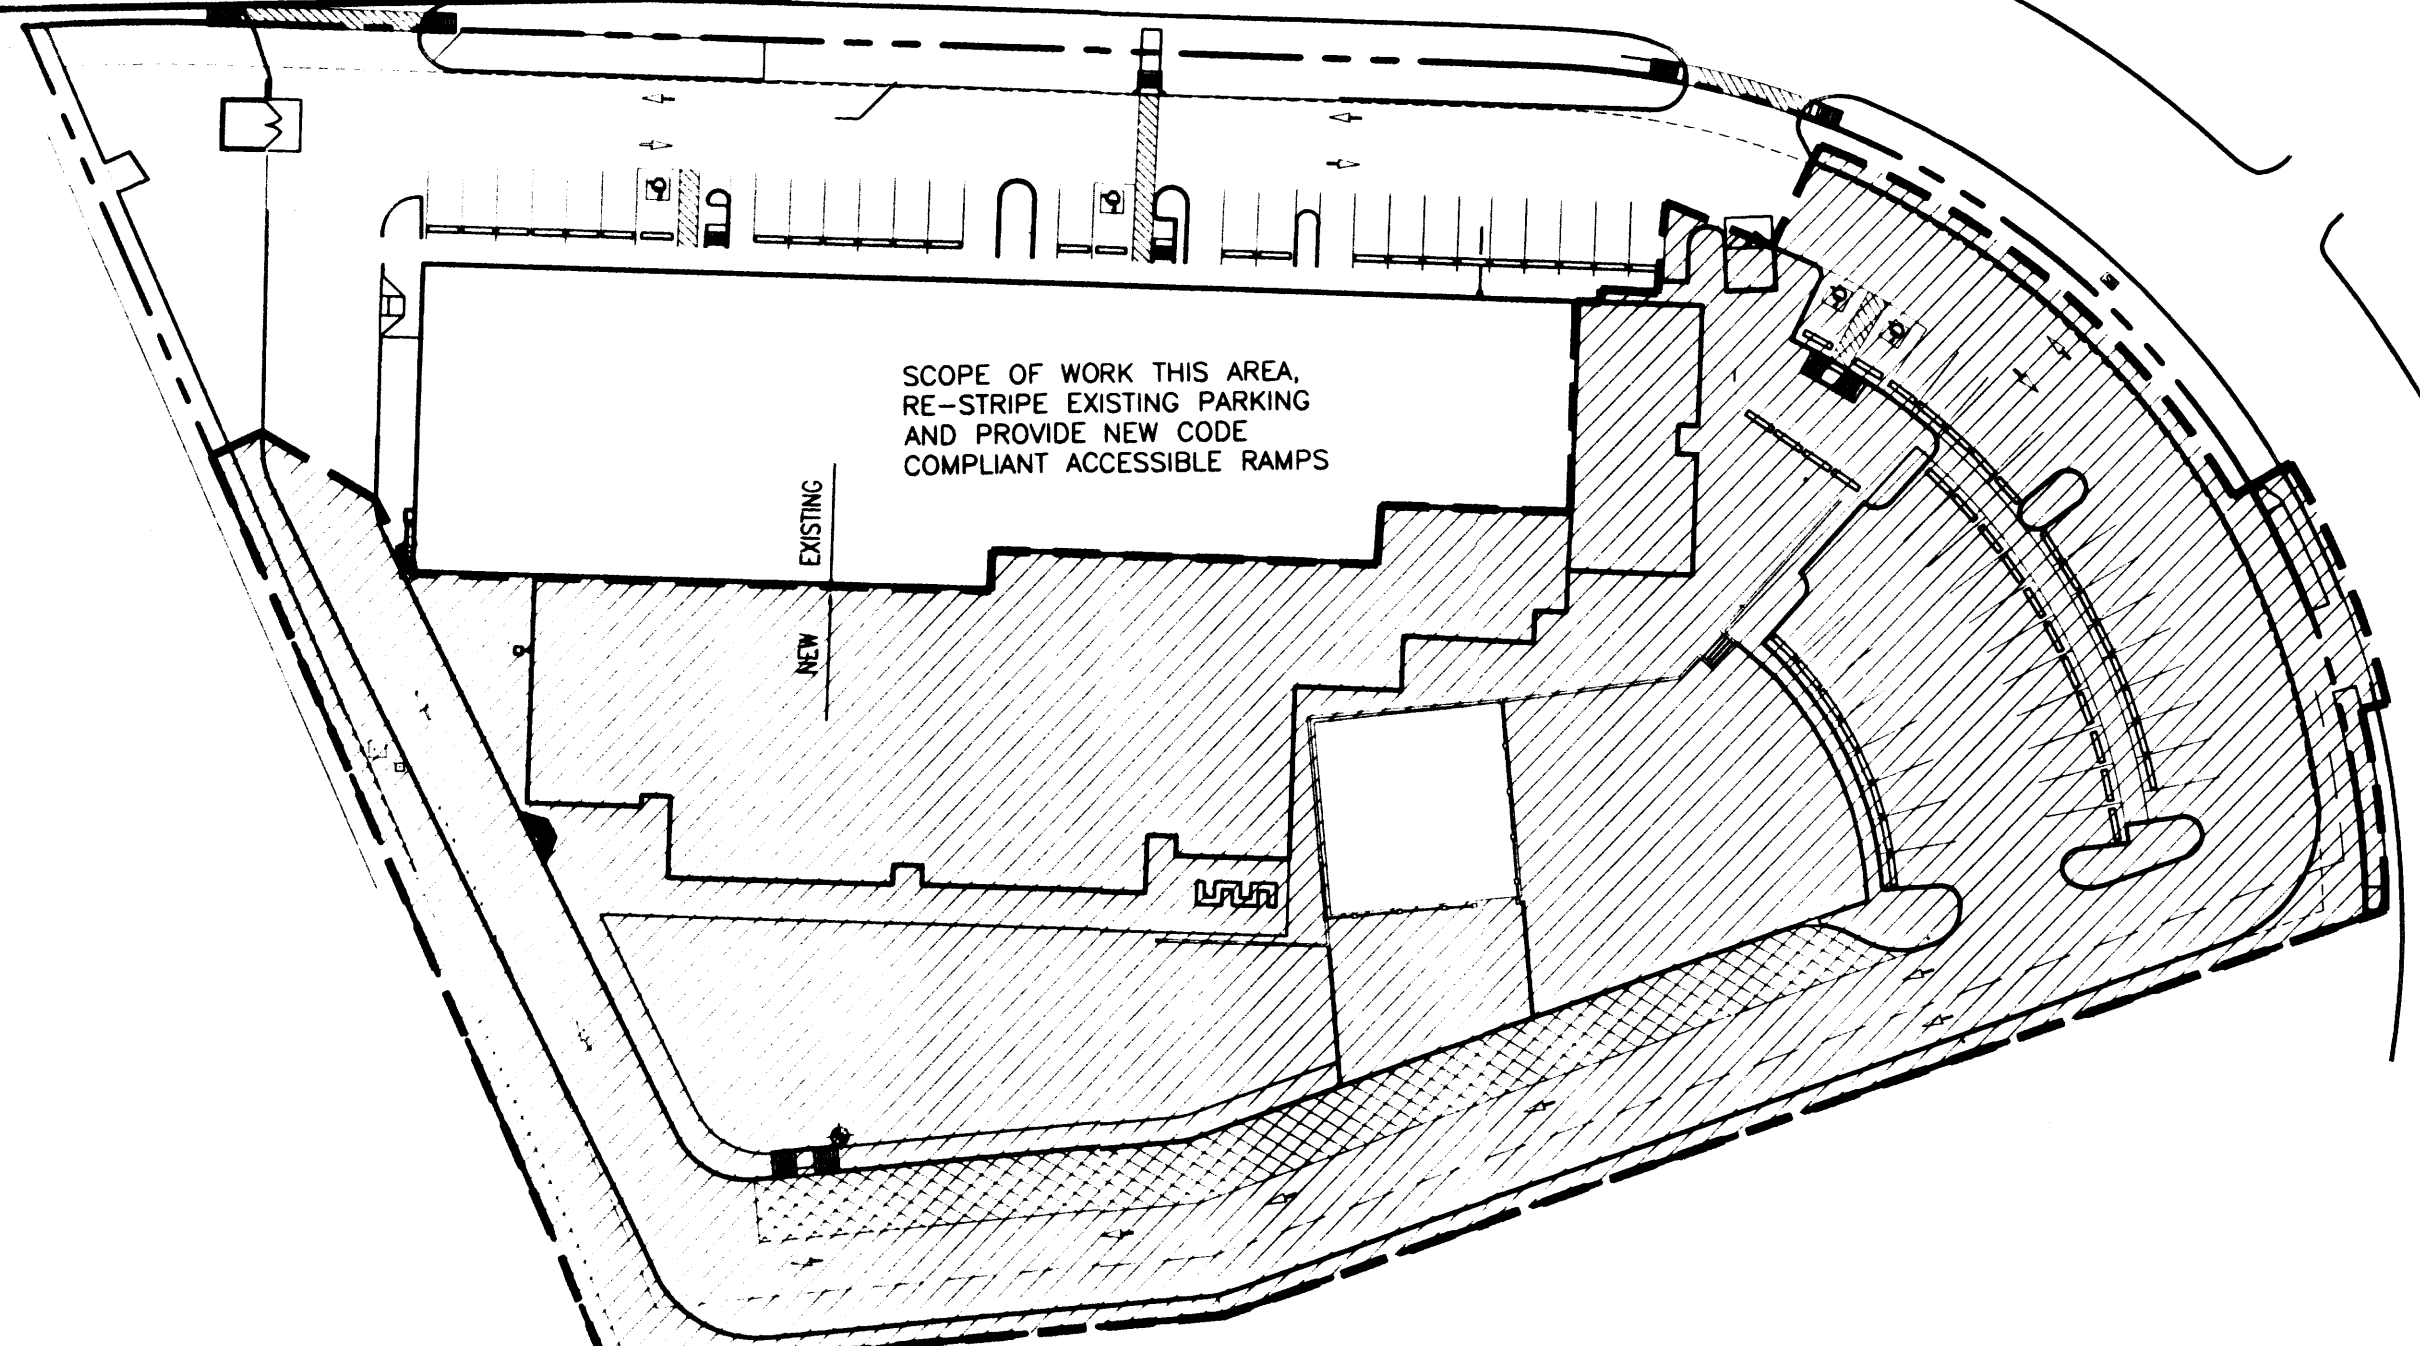 SCOPE OF WORK THIS AREA,
RE-STRIPE EXISTING PARKING
AND PROVIDE NEW CODE
COMPLIANT ACCESSIBLE RAMPS
EXISTING
NEW